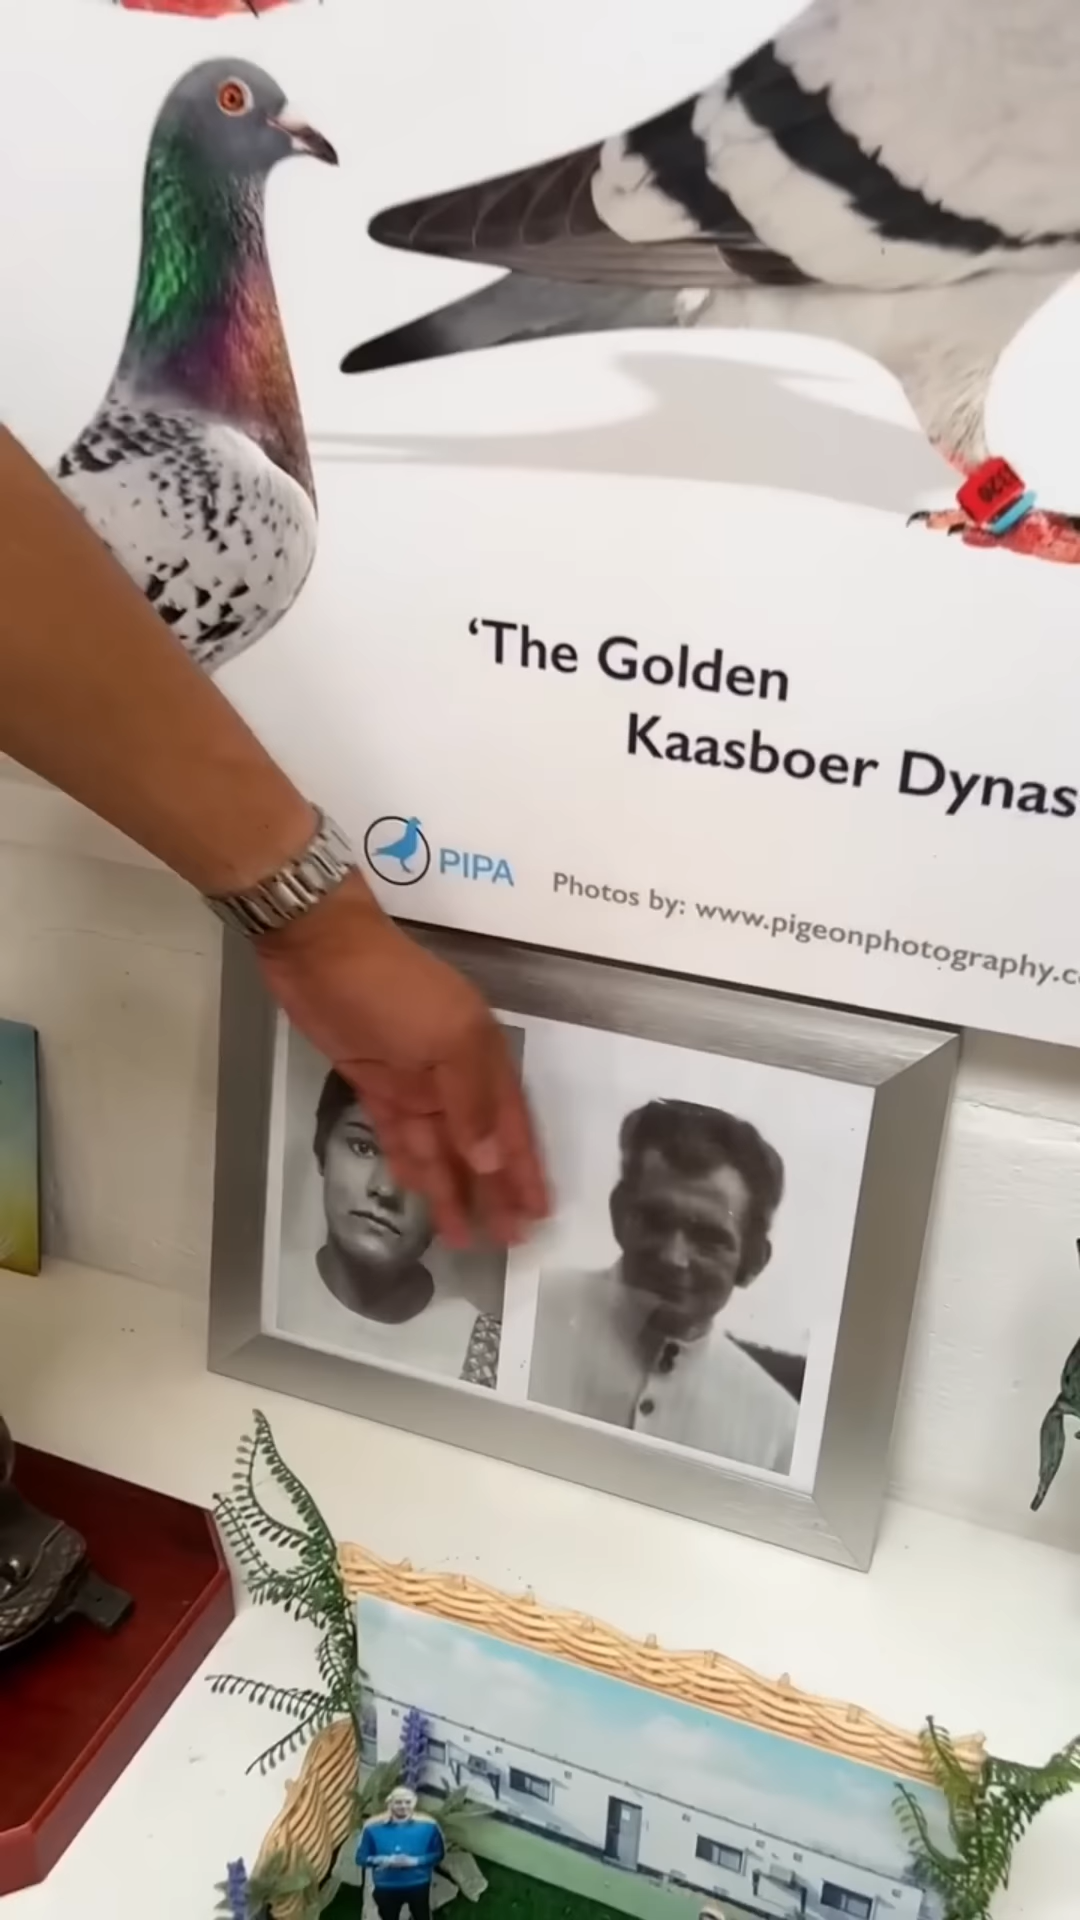 ‘The Golden
Kaasboer Dynas
PIPA
Photos by: www.pigeonphotography.c